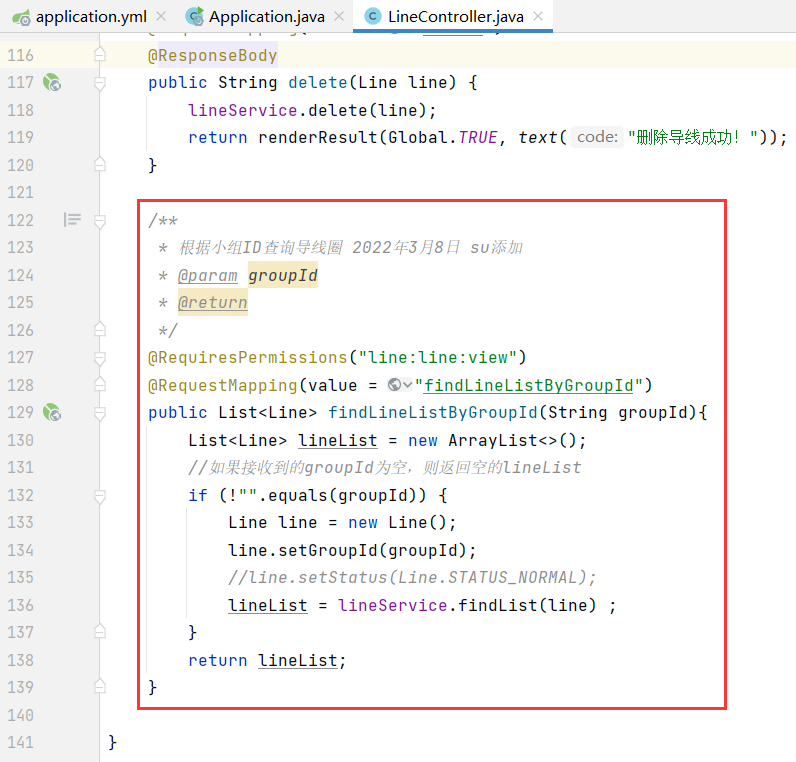 application.yml Application.java LineController.java
116 @ResponseBody
117 public String delete(Line line) {
118 lineService.delete(line);
119 return renderResult(Global.TRUE, text( code: "删除导线成功！"));
120 }
121
122 /**
123 * 根据小组ID查询导线圈 2022年3月8日 su添加
124 * @param groupId
125 * @return
126 */
127 @RequiresPermissions("line:line:view")
128 @RequestMapping(value = "findLineListByGroupId")
129 public List<Line> findLineListByGroupId(String groupId){
130 List<Line> lineList = new ArrayList<>();
131 //如果接收到的groupId为空，则返回空的lineList
132 if (!"".equals(groupId)) {
133 Line line = new Line();
134 line.setGroupId(groupId);
135 //line.setStatus(Line.STATUS_NORMAL);
136 lineList = lineService.findList(line) ;
137 }
138 return lineList;
139 }
140
141 }